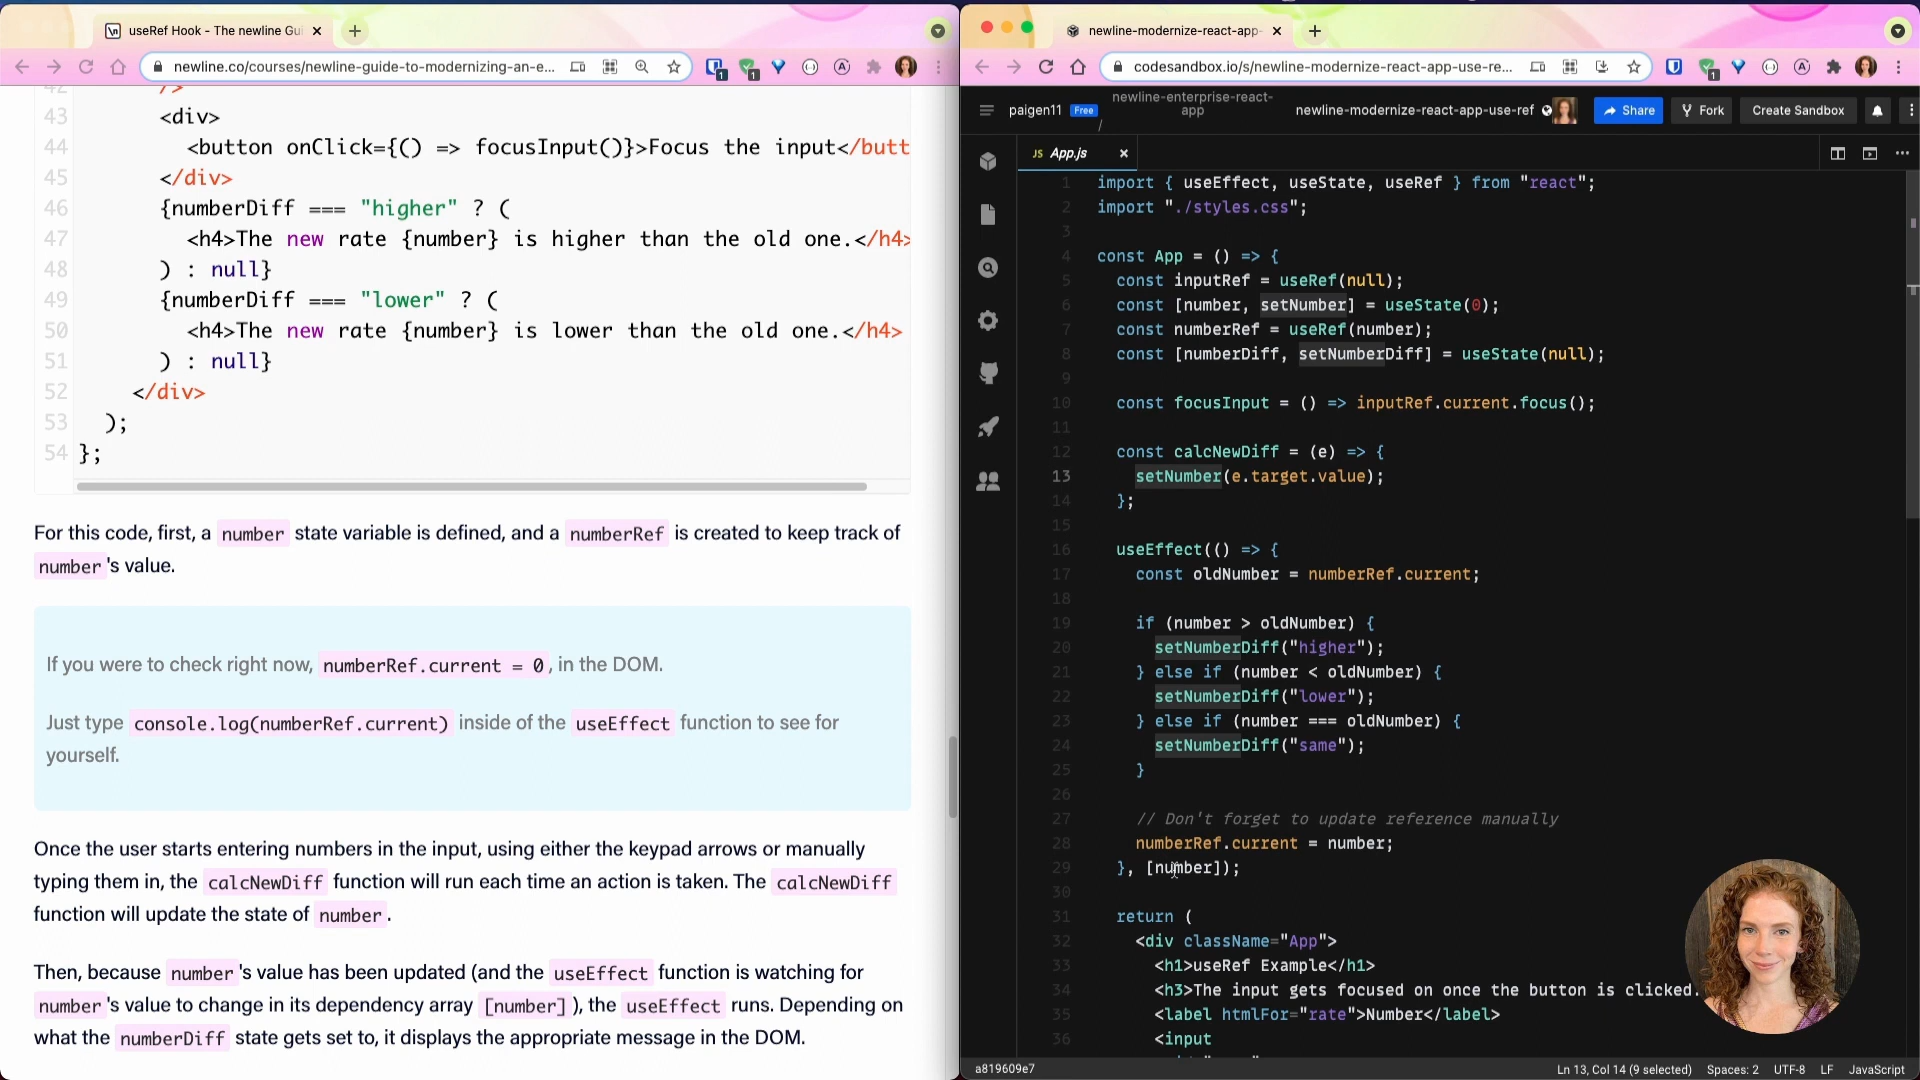 useRef Hook - The newline Gui
newline.co/courses/newline-guide-to-modernizing-an-e...
1
1
42 />
43 <div>
44 <button onClick={() => focusInput()}>Focus the input</butt
45 </div>
46 {numberDiff === "higher" ? (
47 <h4>The new rate {number} is higher than the old one.</h4>
48 ) : null}
49 {numberDiff === "lower" ? (
50 <h4>The new rate {number} is lower than the old one.</h4>
51 ) : null}
52 </div>
53 );
54 };
For this code, first, a number state variable is defined, and a numberRef is created to keep track of
number 's value.
If you were to check right now, numberRef.current = 0 , in the DOM.
Just type console.log(numberRef.current) inside of the useEffect function to see for
yourself.
Once the user starts entering numbers in the input, using either the keypad arrows or manually
typing them in, the calcNewDiff function will run each time an action is taken. The calcNewDiff
function will update the state of number .
Then, because number 's value has been updated (and the useEffect function is watching for
number 's value to change in its dependency array [number] ), the useEffect runs. Depending on
what the numberDiff state gets set to, it displays the appropriate message in the DOM.
newline-modernize-react-app-
codesandbox.io/s/newline-modernize-react-app-use-re...
1
paigen11 Free
newline-enterprise-react-
app
/
newline-modernize-react-app-use-ref
Share
Fork
Create Sandbox
JS App.js
1 import { useEffect, useState, useRef } from "react";
2 import "./styles.css";
3
4 const App = () => {
5 const inputRef = useRef(null);
6 const [number, setNumber] = useState(0);
7 const numberRef = useRef(number);
8 const [numberDiff, setNumberDiff] = useState(null);
9
10 const focusInput = () => inputRef.current.focus();
11
12 const calcNewDiff = (e) => {
13 setNumber(e.target.value);
14 };
15
16 useEffect(() => {
17 const oldNumber = numberRef.current;
18
19 if (number > oldNumber) {
20 setNumberDiff("higher");
21 } else if (number < oldNumber) {
22 setNumberDiff("lower");
23 } else if (number === oldNumber) {
24 setNumberDiff("same");
25 }
26
27 // Don't forget to update reference manually
28 numberRef.current = number;
29 }, [number]);
30
31 return (
32 <div className="App">
33 <h1>useRef Example</h1>
34 <h3>The input gets focused on once the button is clicked.
35 <label htmlFor="rate">Number</label>
36 <input
a819609e7
Ln 13, Col 14 (9 selected) Spaces: 2 UTF-8 LF JavaScript